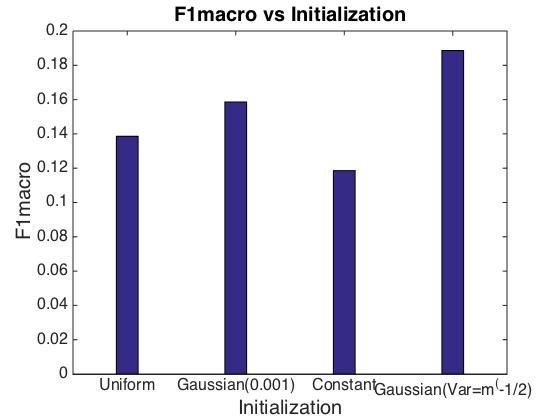 F1macro vs Initialization
F1macro
0.2
0.18
0.16
0.14
0.12
0.1
0.08
0.06
0.04
0.02
0
Uniform
Gaussian(0.001)
Constant
Gaussian(Var=m(-1/2)
Initialization